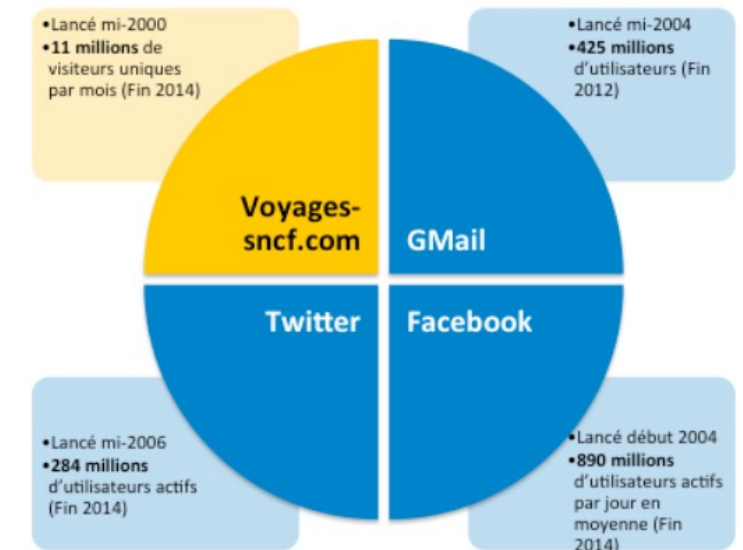 •Lancé mi-2000
•11 millions de
visiteurs uniques
par mois (Fin 2014)
•Lancé mi-2004
•425 millions
d'utilisateurs (Fin
2012)
Voyages-
sncf.com
GMail
Twitter
Facebook
•Lancé mi-2006
•284 millions
d'utilisateurs actifs
(Fin 2014)
•Lancé début 2004
•890 millions
d'utilisateurs actifs
par jour en
moyenne (Fin
2014)